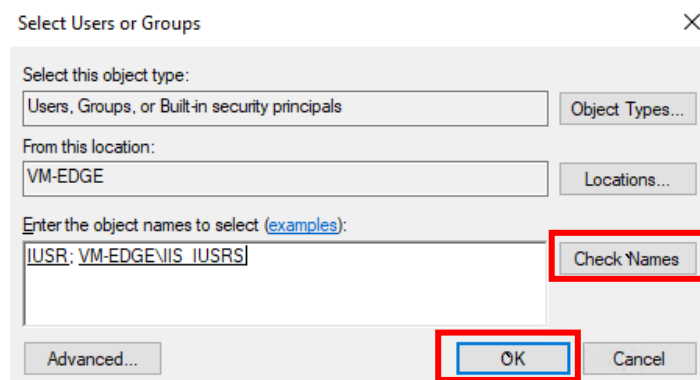 Select Users or Groups
Select this object type:
Users, Groups, or Built-in security principals
Object Types...
From this location:
VM-EDGE
Locations...
Enter the object names to select (examples):
IUSR; VM-EDGE\IIS_IUSRS
Check Names
Advanced...
OK
Cancel